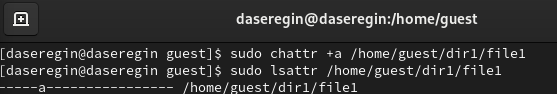 daseregin@daseregin:/home/guest
[daseregin@daseregin guest]$ sudo chattr +a /home/guest/dir1/file1
[daseregin@daseregin guest]$ sudo lsattr /home/guest/dir1/file1
-----a---------------- /home/guest/dir1/file1